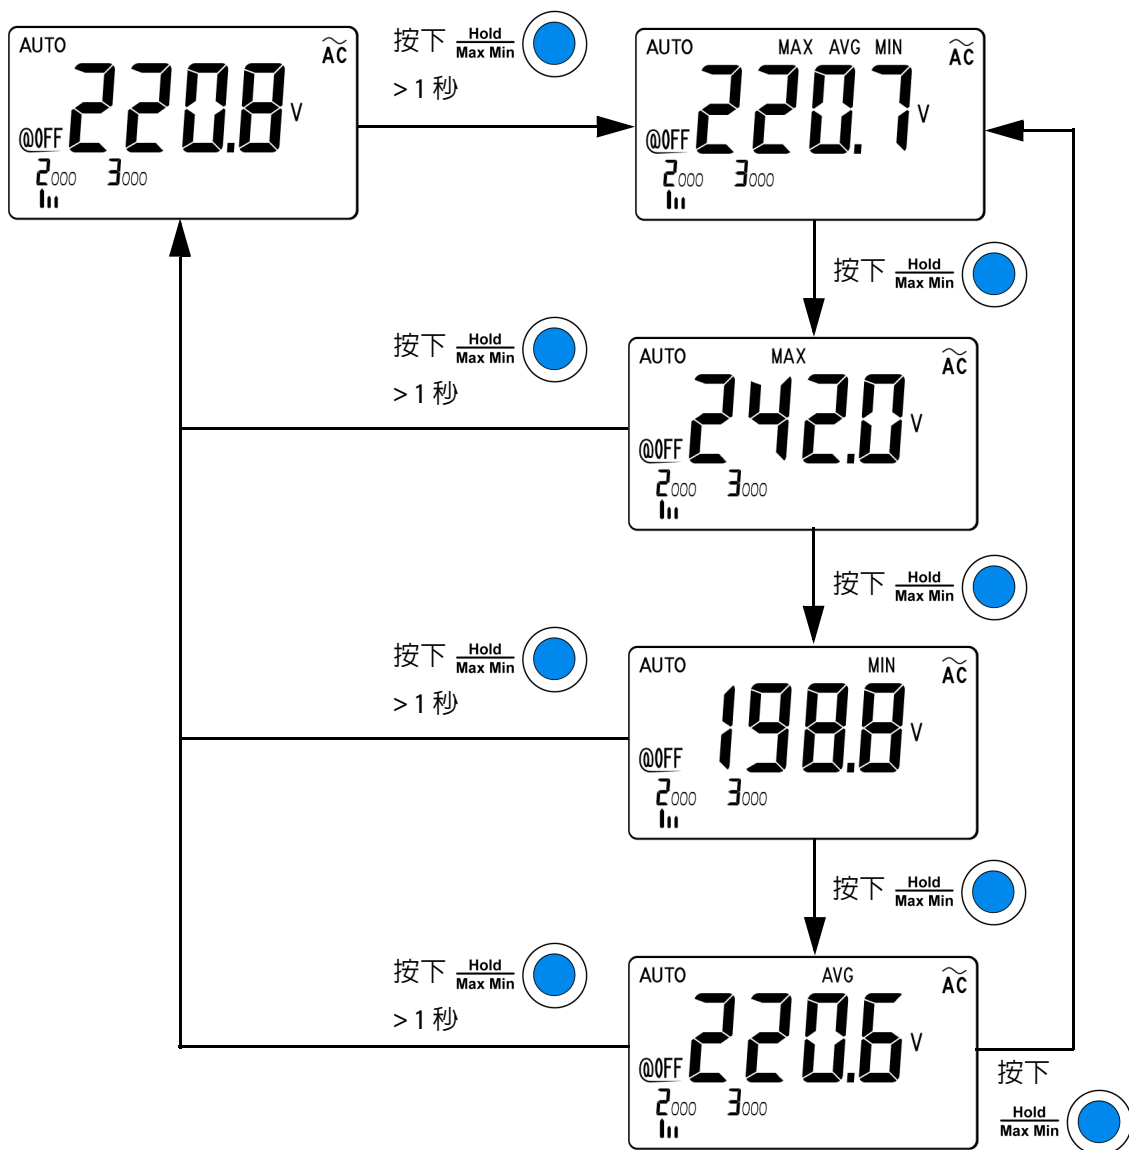 AUTO
AC
220.8 V
@OFF
2000 3000
按下 Hold
Max Min
> 1 秒
AUTO MAX AVG MIN AC
220.7 V
@OFF
2000 3000
按下 Hold
Max Min
按下 Hold
Max Min
> 1 秒
AUTO MAX AC
242.0 V
@OFF
2000 3000
按下 Hold
Max Min
按下 Hold
Max Min
> 1 秒
AUTO MIN AC
198.8 V
@OFF
2000 3000
按下 Hold
Max Min
按下 Hold
Max Min
> 1 秒
AUTO AVG AC
220.6 V
@OFF
2000 3000
按下
Hold
Max Min